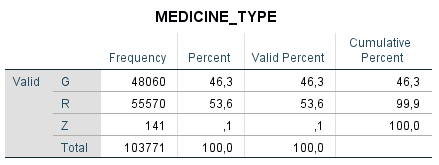 MEDICINE_TYPE
Frequency Percent Valid Percent Cumulative Percent
Valid G 48060 46,3 46,3 46,3
R 55570 53,6 53,6 99,9
Z 141 ,1 ,1 100,0
Total 103771 100,0 100,0